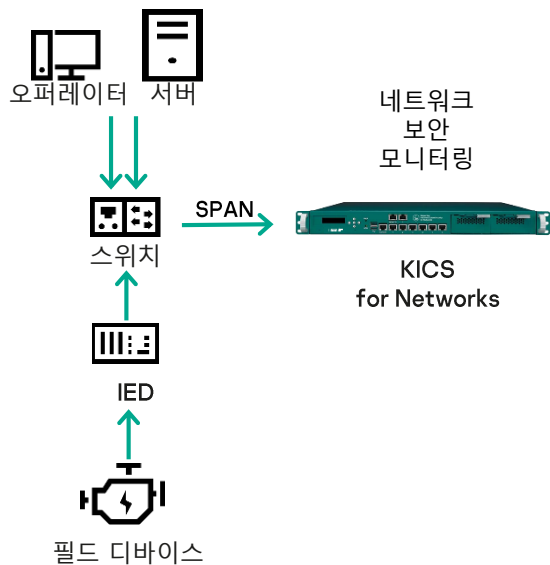 오퍼레이터
서버
네트워크
보안
모니터링
SPAN
스위치
KICS
for Networks
IED
필드 디바이스